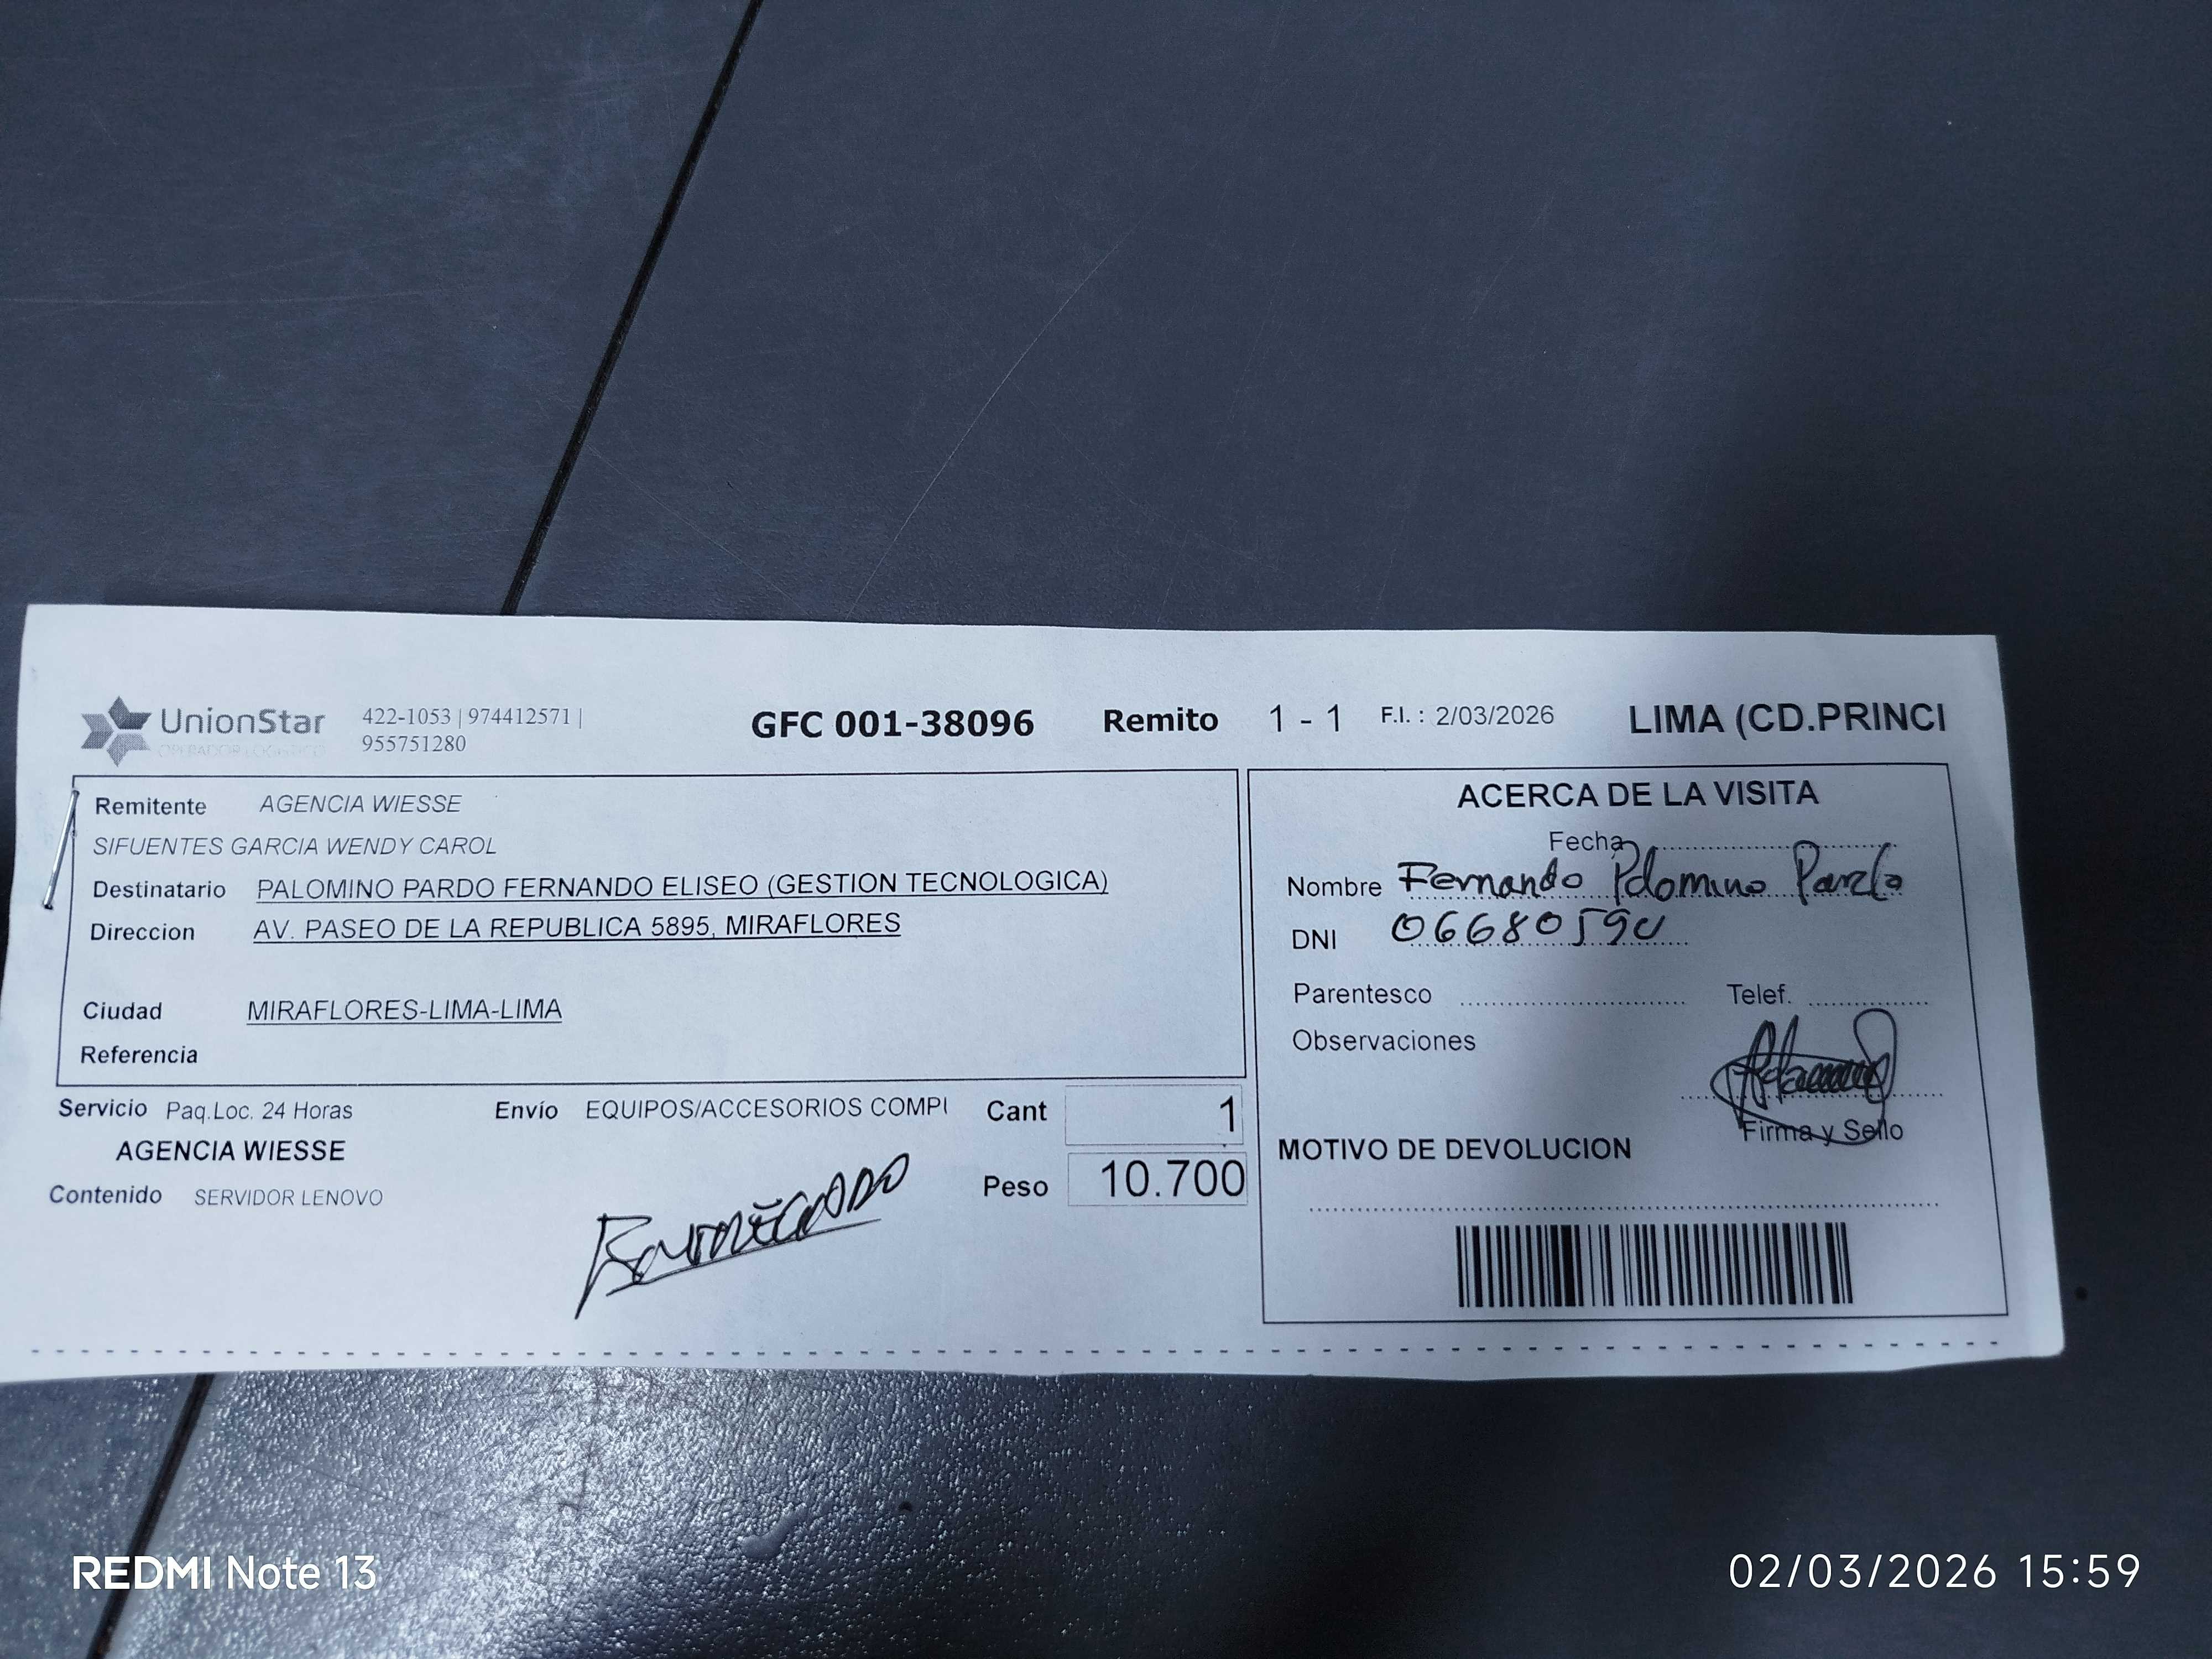 UnionStar
OPERADOR LOGISTICO
422-1053 | 974412571 |
955751280
GFC 001-38096 Remito 1 - 1 F.I. : 2/03/2026 LIMA (CD.PRINCI
Remitente AGENCIA WIESSE
SIFUENTES GARCIA WENDY CAROL
Destinatario PALOMINO PARDO FERNANDO ELISEO (GESTION TECNOLOGICA)
Direccion AV. PASEO DE LA REPUBLICA 5895, MIRAFLORES
Ciudad MIRAFLORES-LIMA-LIMA
Referencia
Servicio Paq.Loc. 24 Horas Envío EQUIPOS/ACCESORIOS COMPU Cant 1
AGENCIA WIESSE
Contenido SERVIDOR LENOVO Peso 10.700
ACERCA DE LA VISITA
Fecha
Nombre Fernando Palomino Pardo
DNI 06680590
Parentesco Telef.
Observaciones
Firma y Sello
MOTIVO DE DEVOLUCION
REDMI Note 13
02/03/2026 15:59